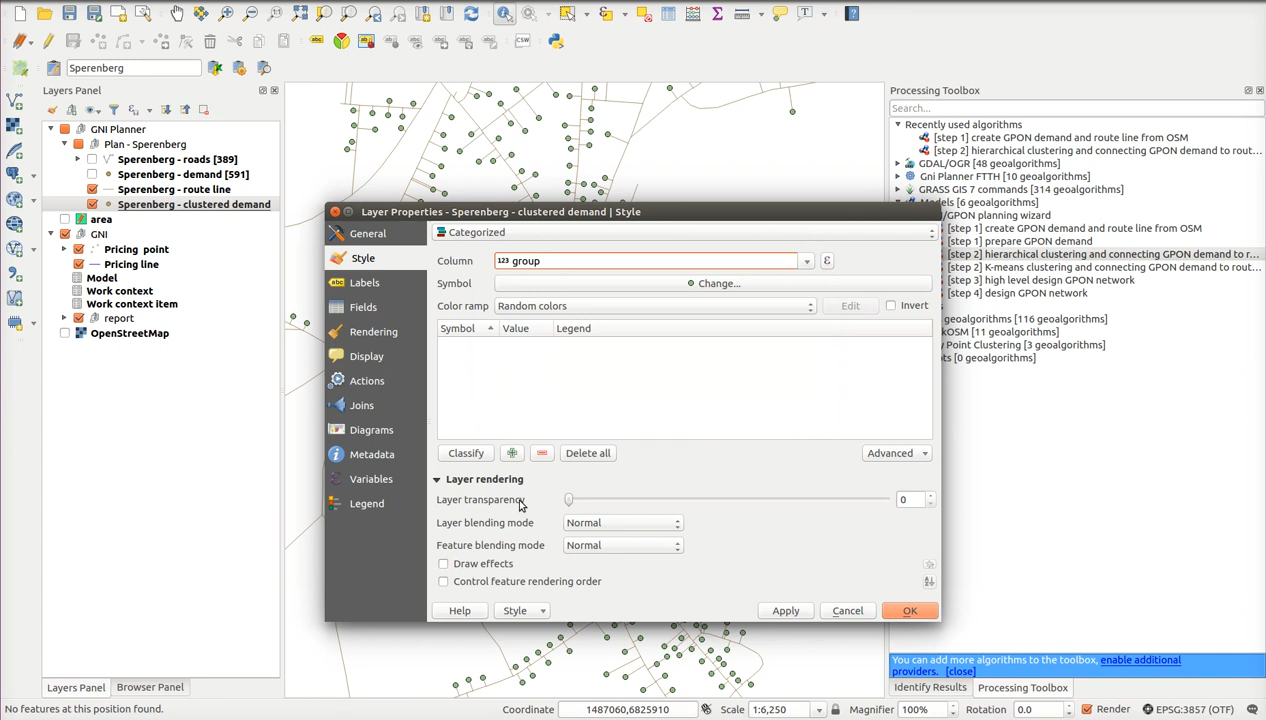 Sperenberg
CSW
Layers Panel
GNI Planner
Plan - Sperenberg
Sperenberg - roads [389]
Sperenberg - demand [591]
Sperenberg - route line
Sperenberg - clustered demand
area
GNI
Pricing point
Pricing line
Model
Work context
Work context item
report
OpenStreetMap
Layers Panel
Browser Panel
Layer Properties - Sperenberg - clustered demand | Style
General
Style
Labels
Fields
Rendering
Display
Actions
Joins
Diagrams
Metadata
Variables
Legend
Categorized
Column
123 group
Symbol
Change...
Color ramp
Random colors
Edit
Invert
Symbol
Value
Legend
Classify
Delete all
Advanced
Layer rendering
Layer transparency
0
Layer blending mode
Normal
Feature blending mode
Normal
Draw effects
Control feature rendering order
Help
Style
Apply
Cancel
OK
Processing Toolbox
Search...
Recently used algorithms
[step 1] create GPON demand and route line from OSM
[step 2] hierarchical clustering and connecting GPON demand to rout...
GDAL/OGR [48 geoalgorithms]
Gni Planner FTTH [10 geoalgorithms]
GRASS GIS 7 commands [314 geoalgorithms]
Models [6 geoalgorithms]
/GPON planning wizard
[step 1] create GPON demand and route line from OSM
[step 1] prepare GPON demand
[step 2] hierarchical clustering and connecting GPON demand to r...
[step 2] K-means clustering and connecting GPON demand to rout...
[step 3] high level design GPON network
[step 4] design GPON network
geoalgorithms [116 geoalgorithms]
kOSM [11 geoalgorithms]
y Point Clustering [3 geoalgorithms]
ts [0 geoalgorithms]
You can add more algorithms to the toolbox, enable additional
providers. [close]
Identify Results
Processing Toolbox
No features at this position found.
Coordinate
1487060,6825910
Scale
1:6,250
Magnifier
100%
Rotation
0.0
Render
EPSG:3857 (OTF)